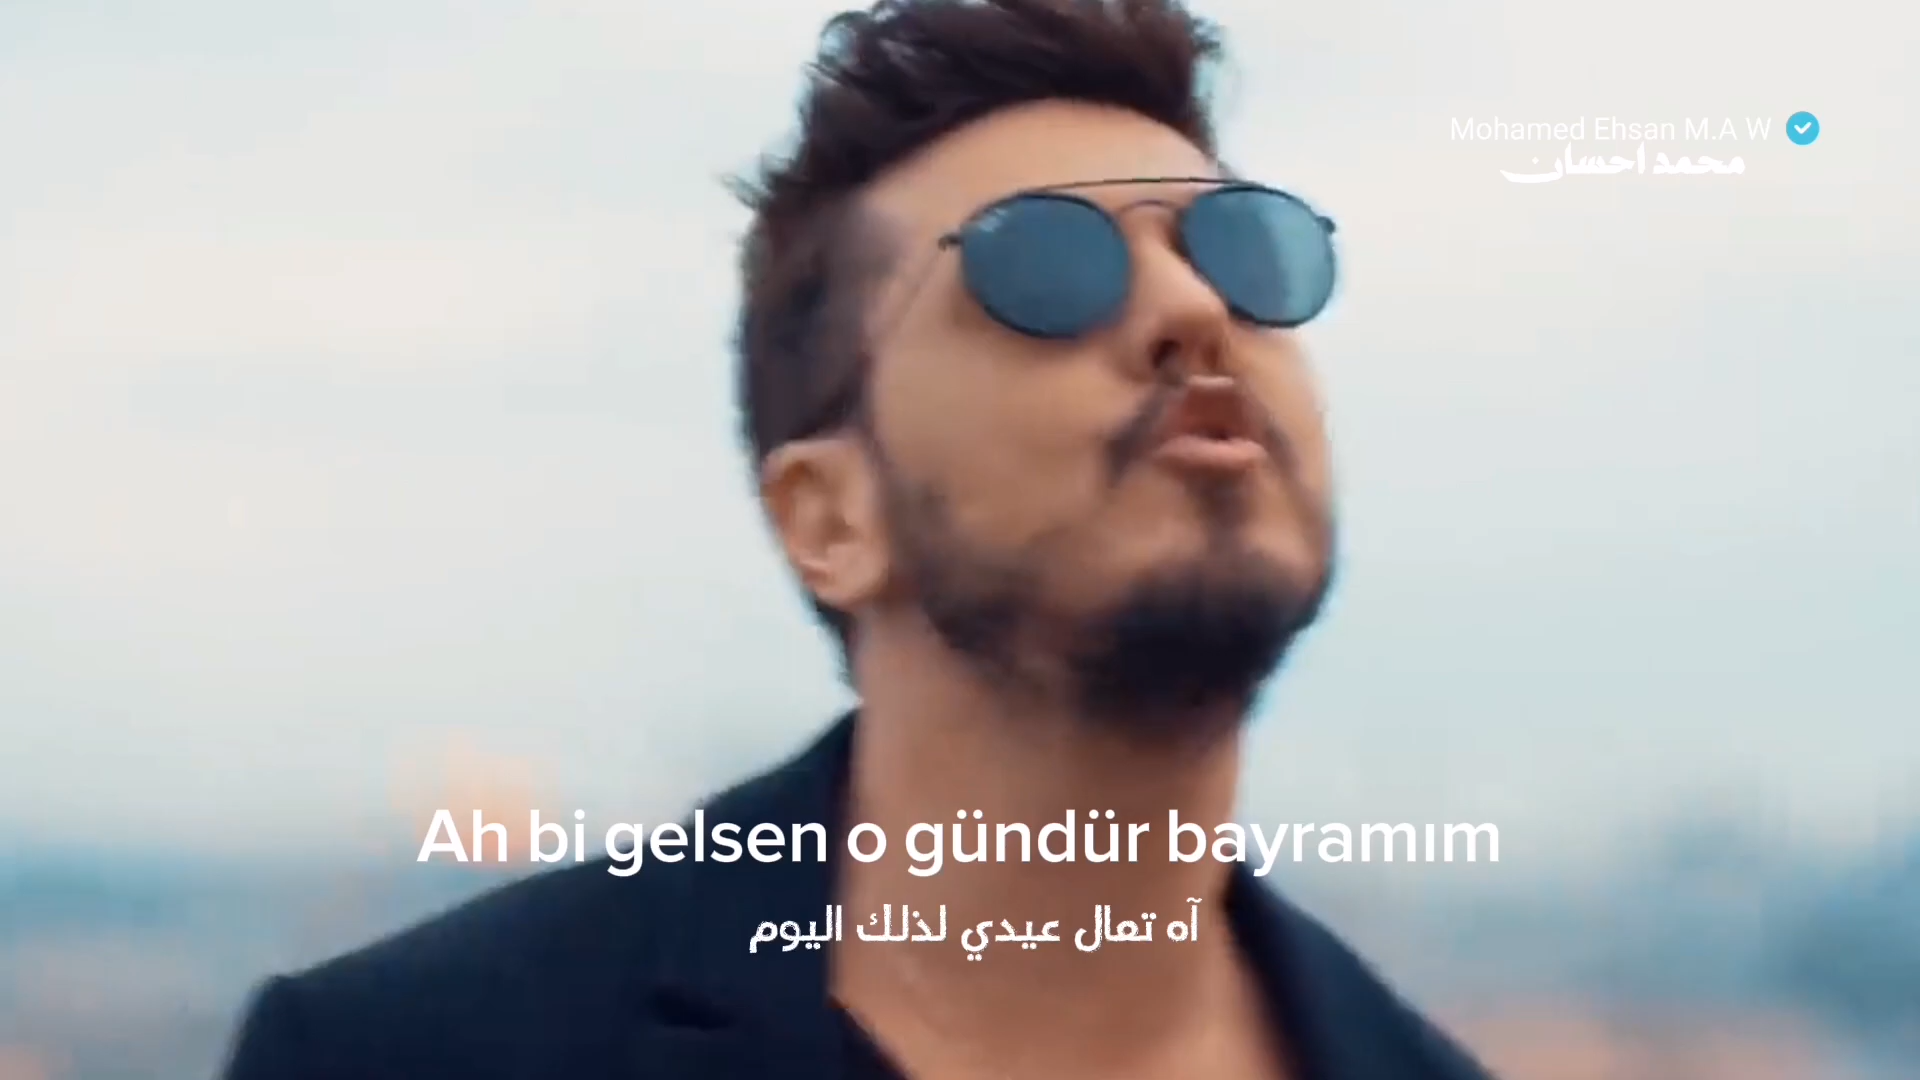 Mohamed Ehsan M.A W
محمد احسان
Ah bi gelsen o gündür bayramım
آه تعال عيدي لذلك اليوم